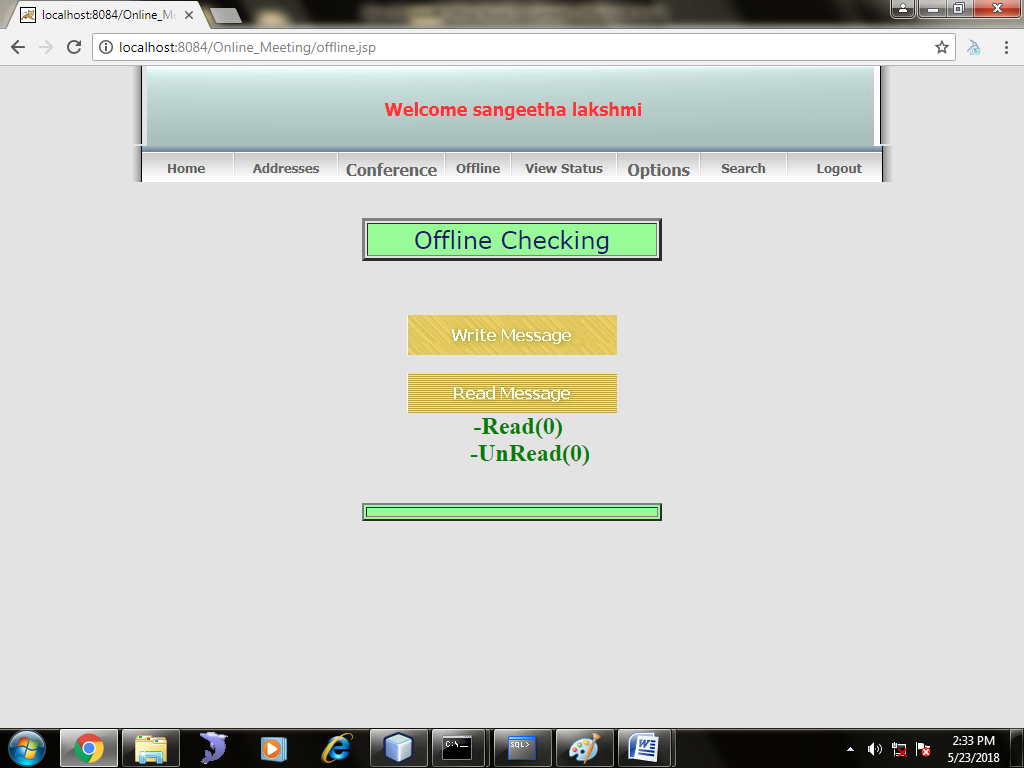 localhost:8084/Online_M
localhost:8084/Online_Meeting/offline.jsp
Welcome sangeetha lakshmi
Home Addresses Conference Offline View Status Options Search Logout
Offline Checking
Write Message
Read Message
-Read(0)
-UnRead(0)
C:\_
SQL>
2:33 PM
5/23/2018